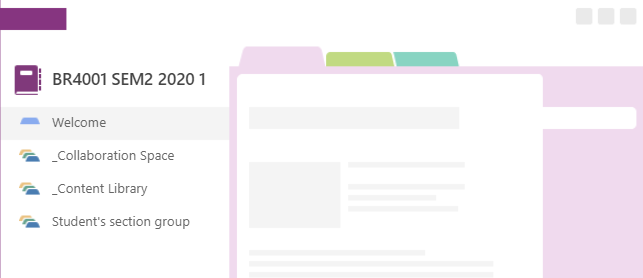 BR4001 SEM2 2020 1
Welcome
_Collaboration Space
_Content Library
Student's section group